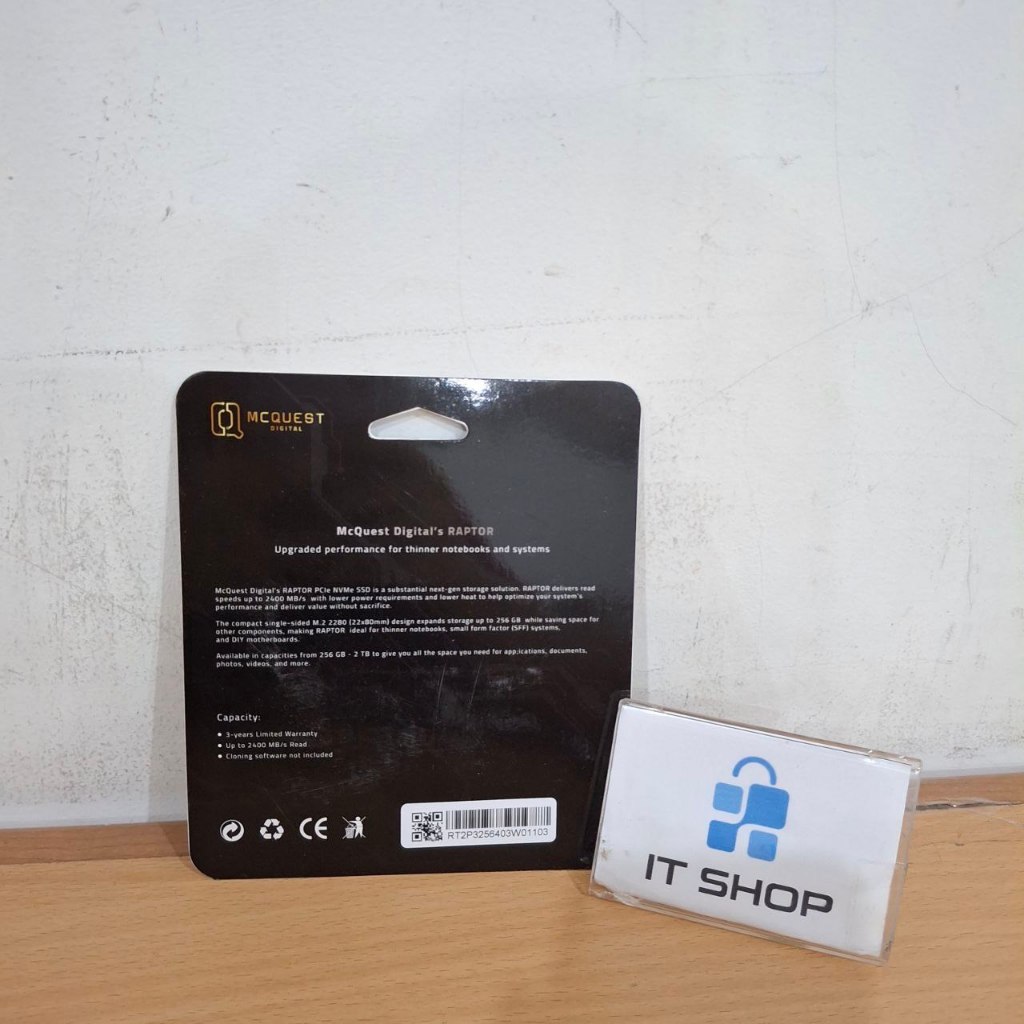 MCQUEST
DIGITAL
McQuest Digital's RAPTOR
Upgraded performance for thinner notebooks and systems
McQuest Digital's RAPTOR PCIe NVMe SSD is a substantial next-gen storage solution. RAPTOR delivers read
speeds up to 2400 MB/s with lower power requirements and lower heat to help optimize your system's
performance and deliver value without sacrifice.
The compact single-sided M.2 2280 (22x80mm) design expands storage up to 256 GB while saving space for
other components, making RAPTOR ideal for thinner notebooks, small form factor (SFF) systems,
and DIY motherboards.
Available in capacities from 256 GB - 2 TB to give you all the space you need for applications, documents,
photos, videos, and more.
Capacity:
• 3-years Limited Warranty
• Up to 2400 MB/s Read
• Cloning software not included
CE
RT2P3256403W01103
IT SHOP